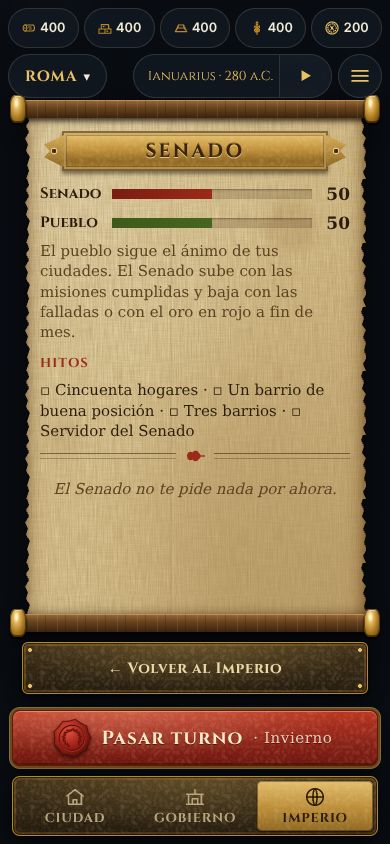 400 400 400 400 200
ROMA ▾ Ianuarius · 280 a.C.
SENADO
Senado 50
Pueblo 50
El pueblo sigue el ánimo de tus
ciudades. El Senado sube con las
misiones cumplidas y baja con las
falladas o con el oro en rojo a fin de
mes.
HITOS
□ Cincuenta hogares · □ Un barrio de
buena posición · □ Tres barrios · □
Servidor del Senado
El Senado no te pide nada por ahora.
← Volver al Imperio
Pasar turno · Invierno
CIUDAD GOBIERNO IMPERIO